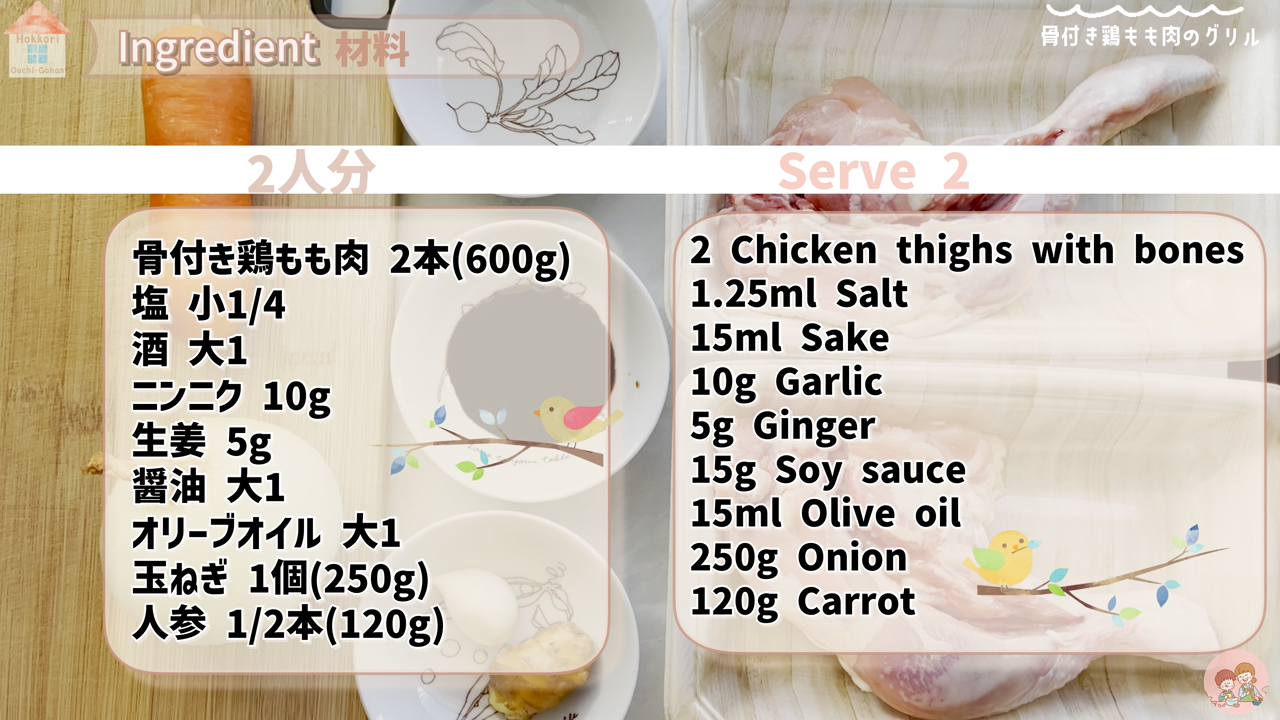 Hokkori
Ouchi-Gohan
Ingredient 材料
骨付き鶏もも肉のグリル
2人分
骨付き鶏もも肉 2本(600g)
塩 小1/4
酒 大1
ニンニク 10g
生姜 5g
醤油 大1
オリーブオイル 大1
玉ねぎ 1個(250g)
人参 1/2本(120g)
Serve 2
2 Chicken thighs with bones
1.25ml Salt
15ml Sake
10g Garlic
5g Ginger
15g Soy sauce
15ml Olive oil
250g Onion
120g Carrot